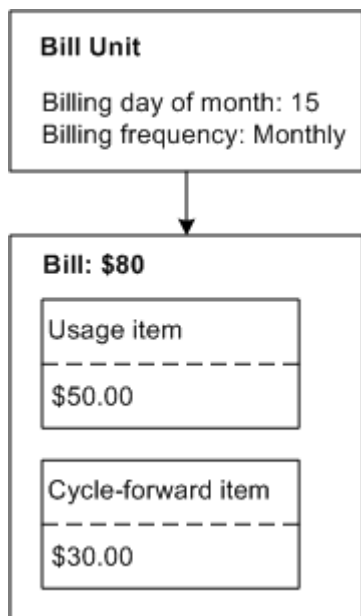 Bill Unit
Billing day of month: 15
Billing frequency: Monthly
Bill: $80
Usage item
$50.00
Cycle-forward item
$30.00